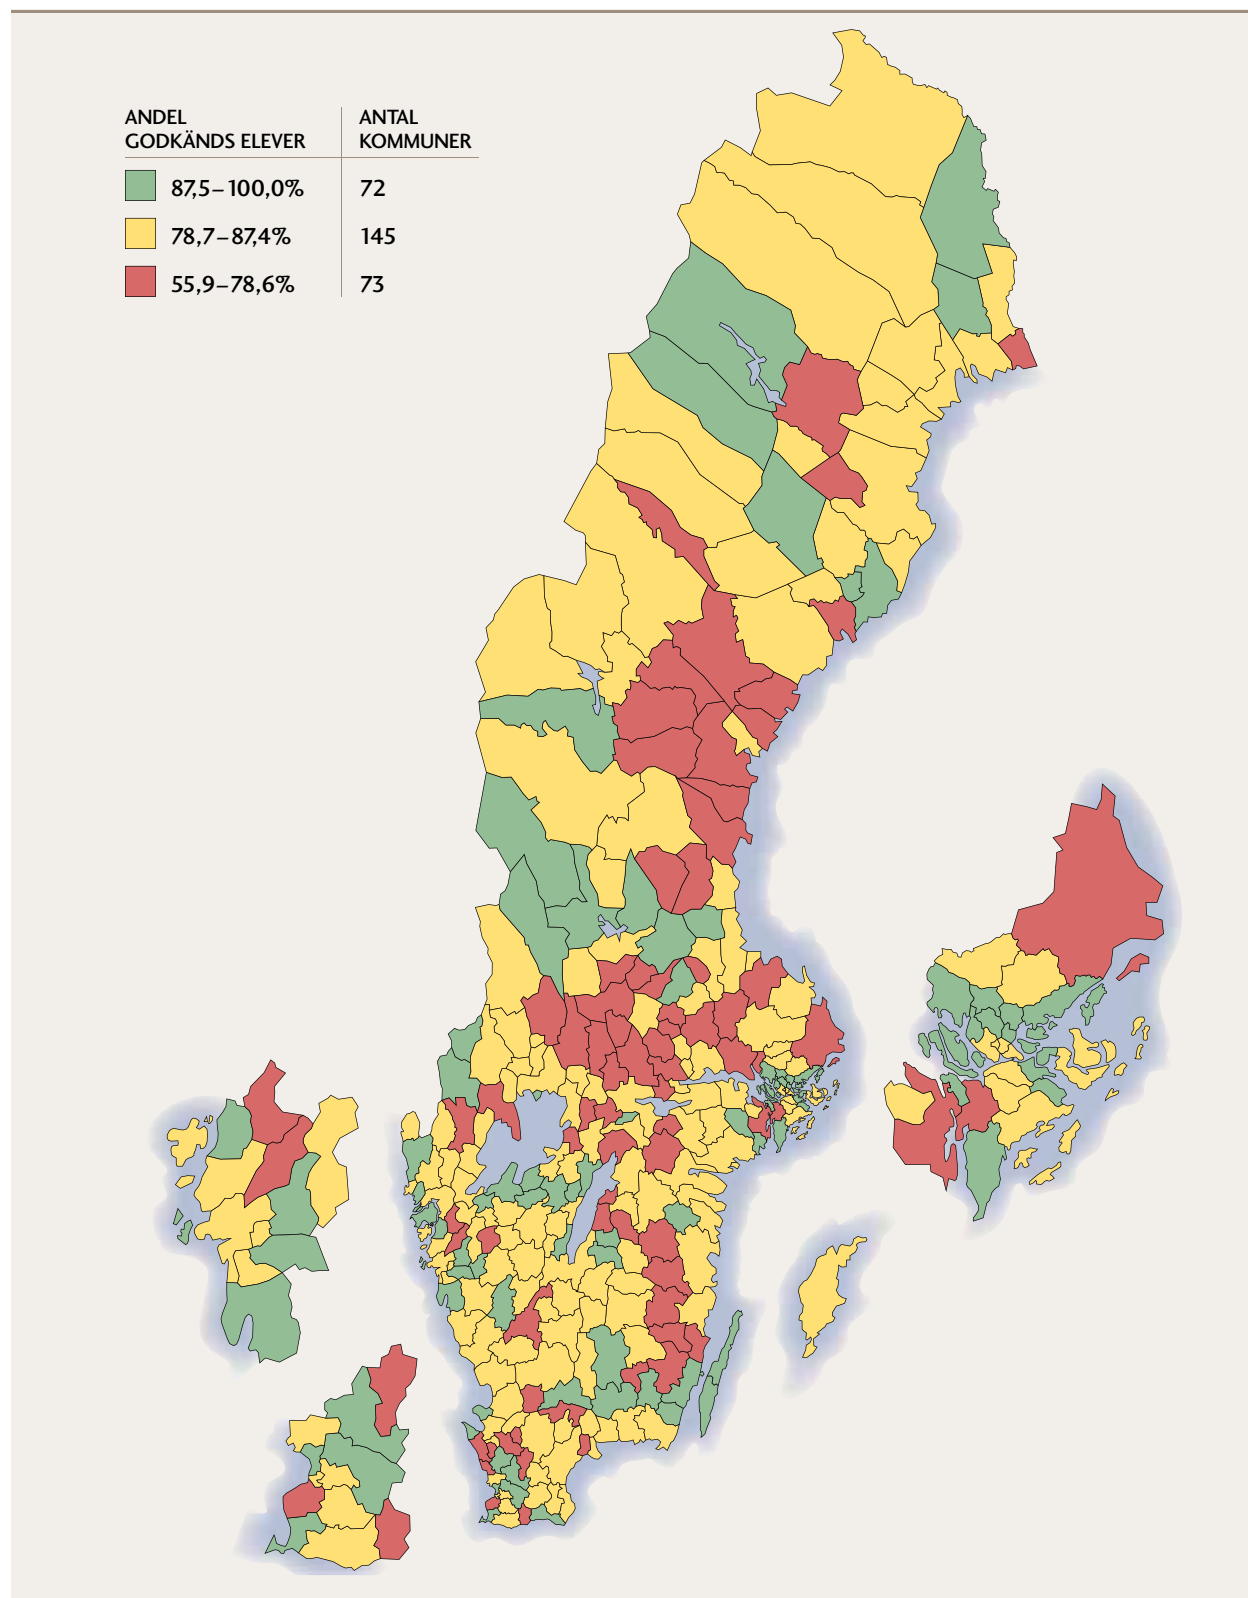 ANDEL
GODKÄNDS ELEVER
ANTAL
KOMMUNER
87,5–100,0% 72
78,7–87,4% 145
55,9–78,6% 73